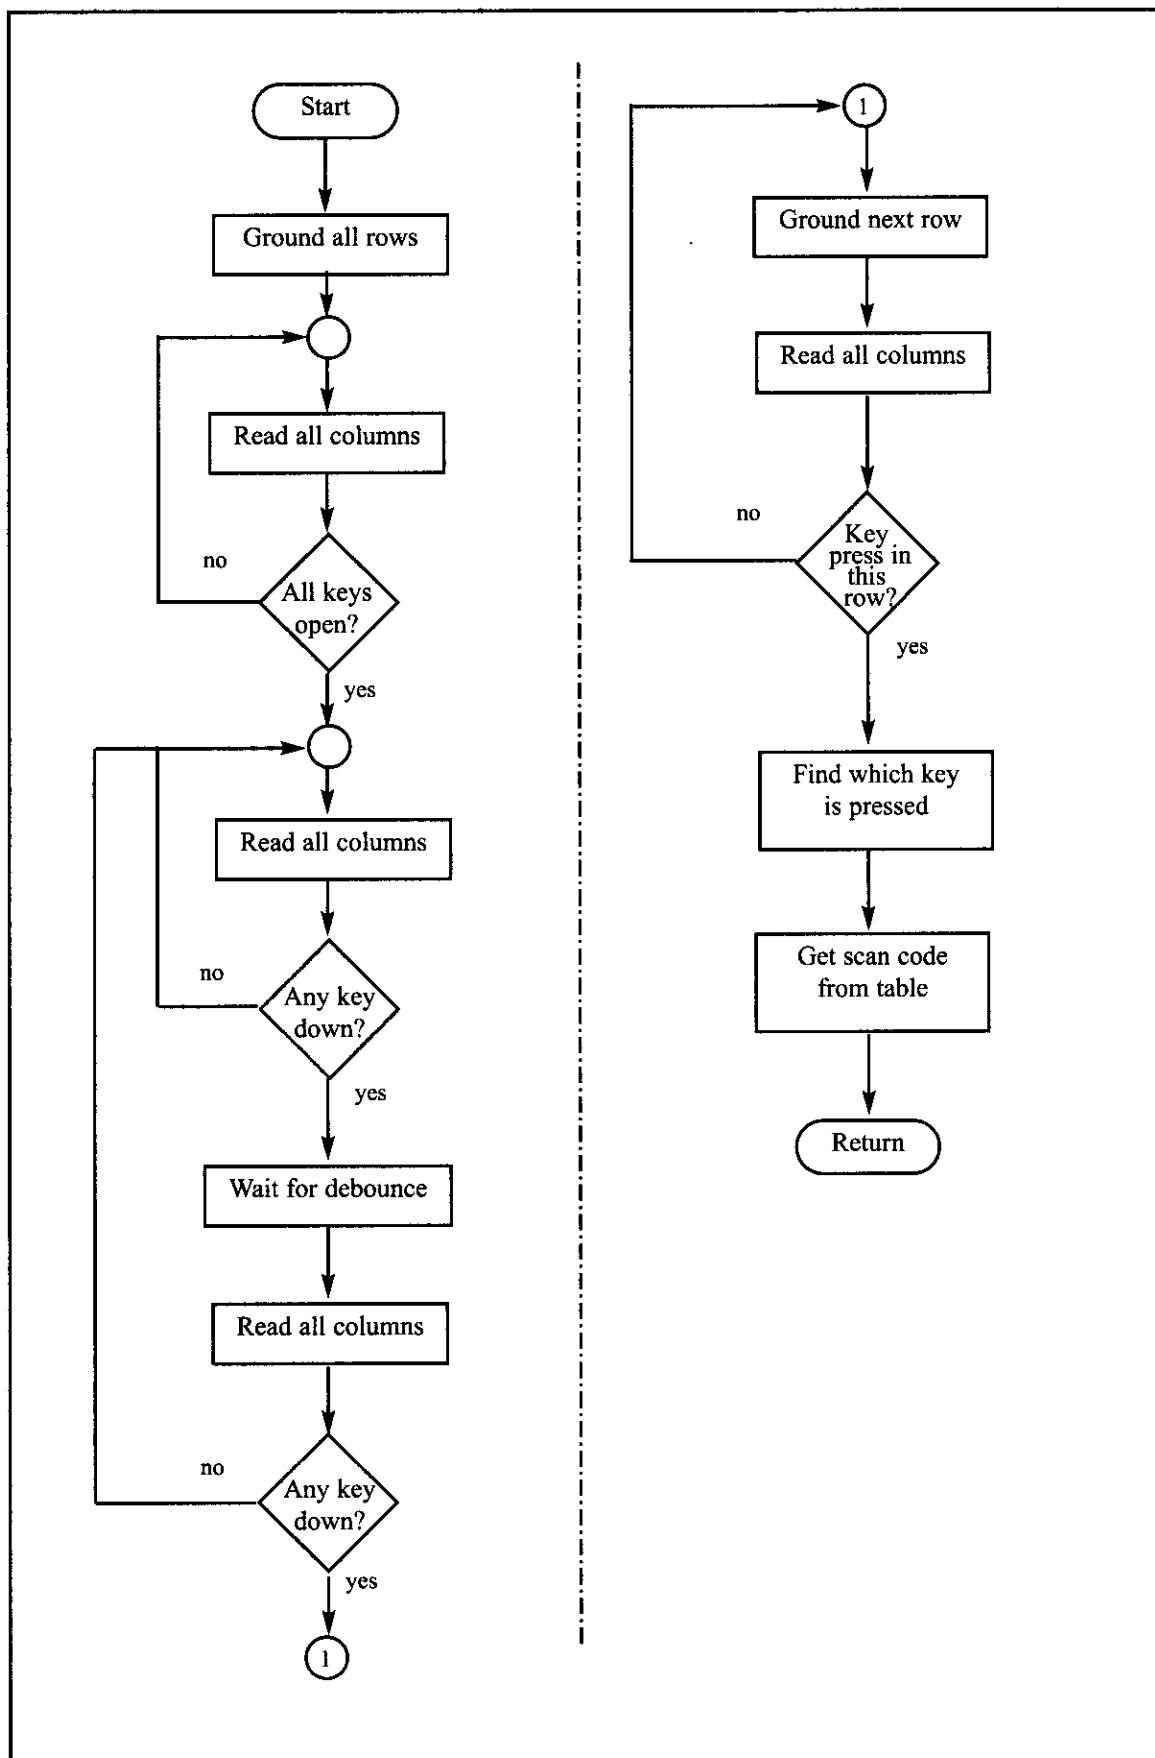 Start
Ground all rows
Read all columns
no
All keys
open?
yes
Read all columns
no
Any key
down?
yes
Wait for debounce
Read all columns
no
Any key
down?
yes
1
1
Ground next row
Read all columns
no
Key
press in
this
row?
yes
Find which key
is pressed
Get scan code
from table
Return